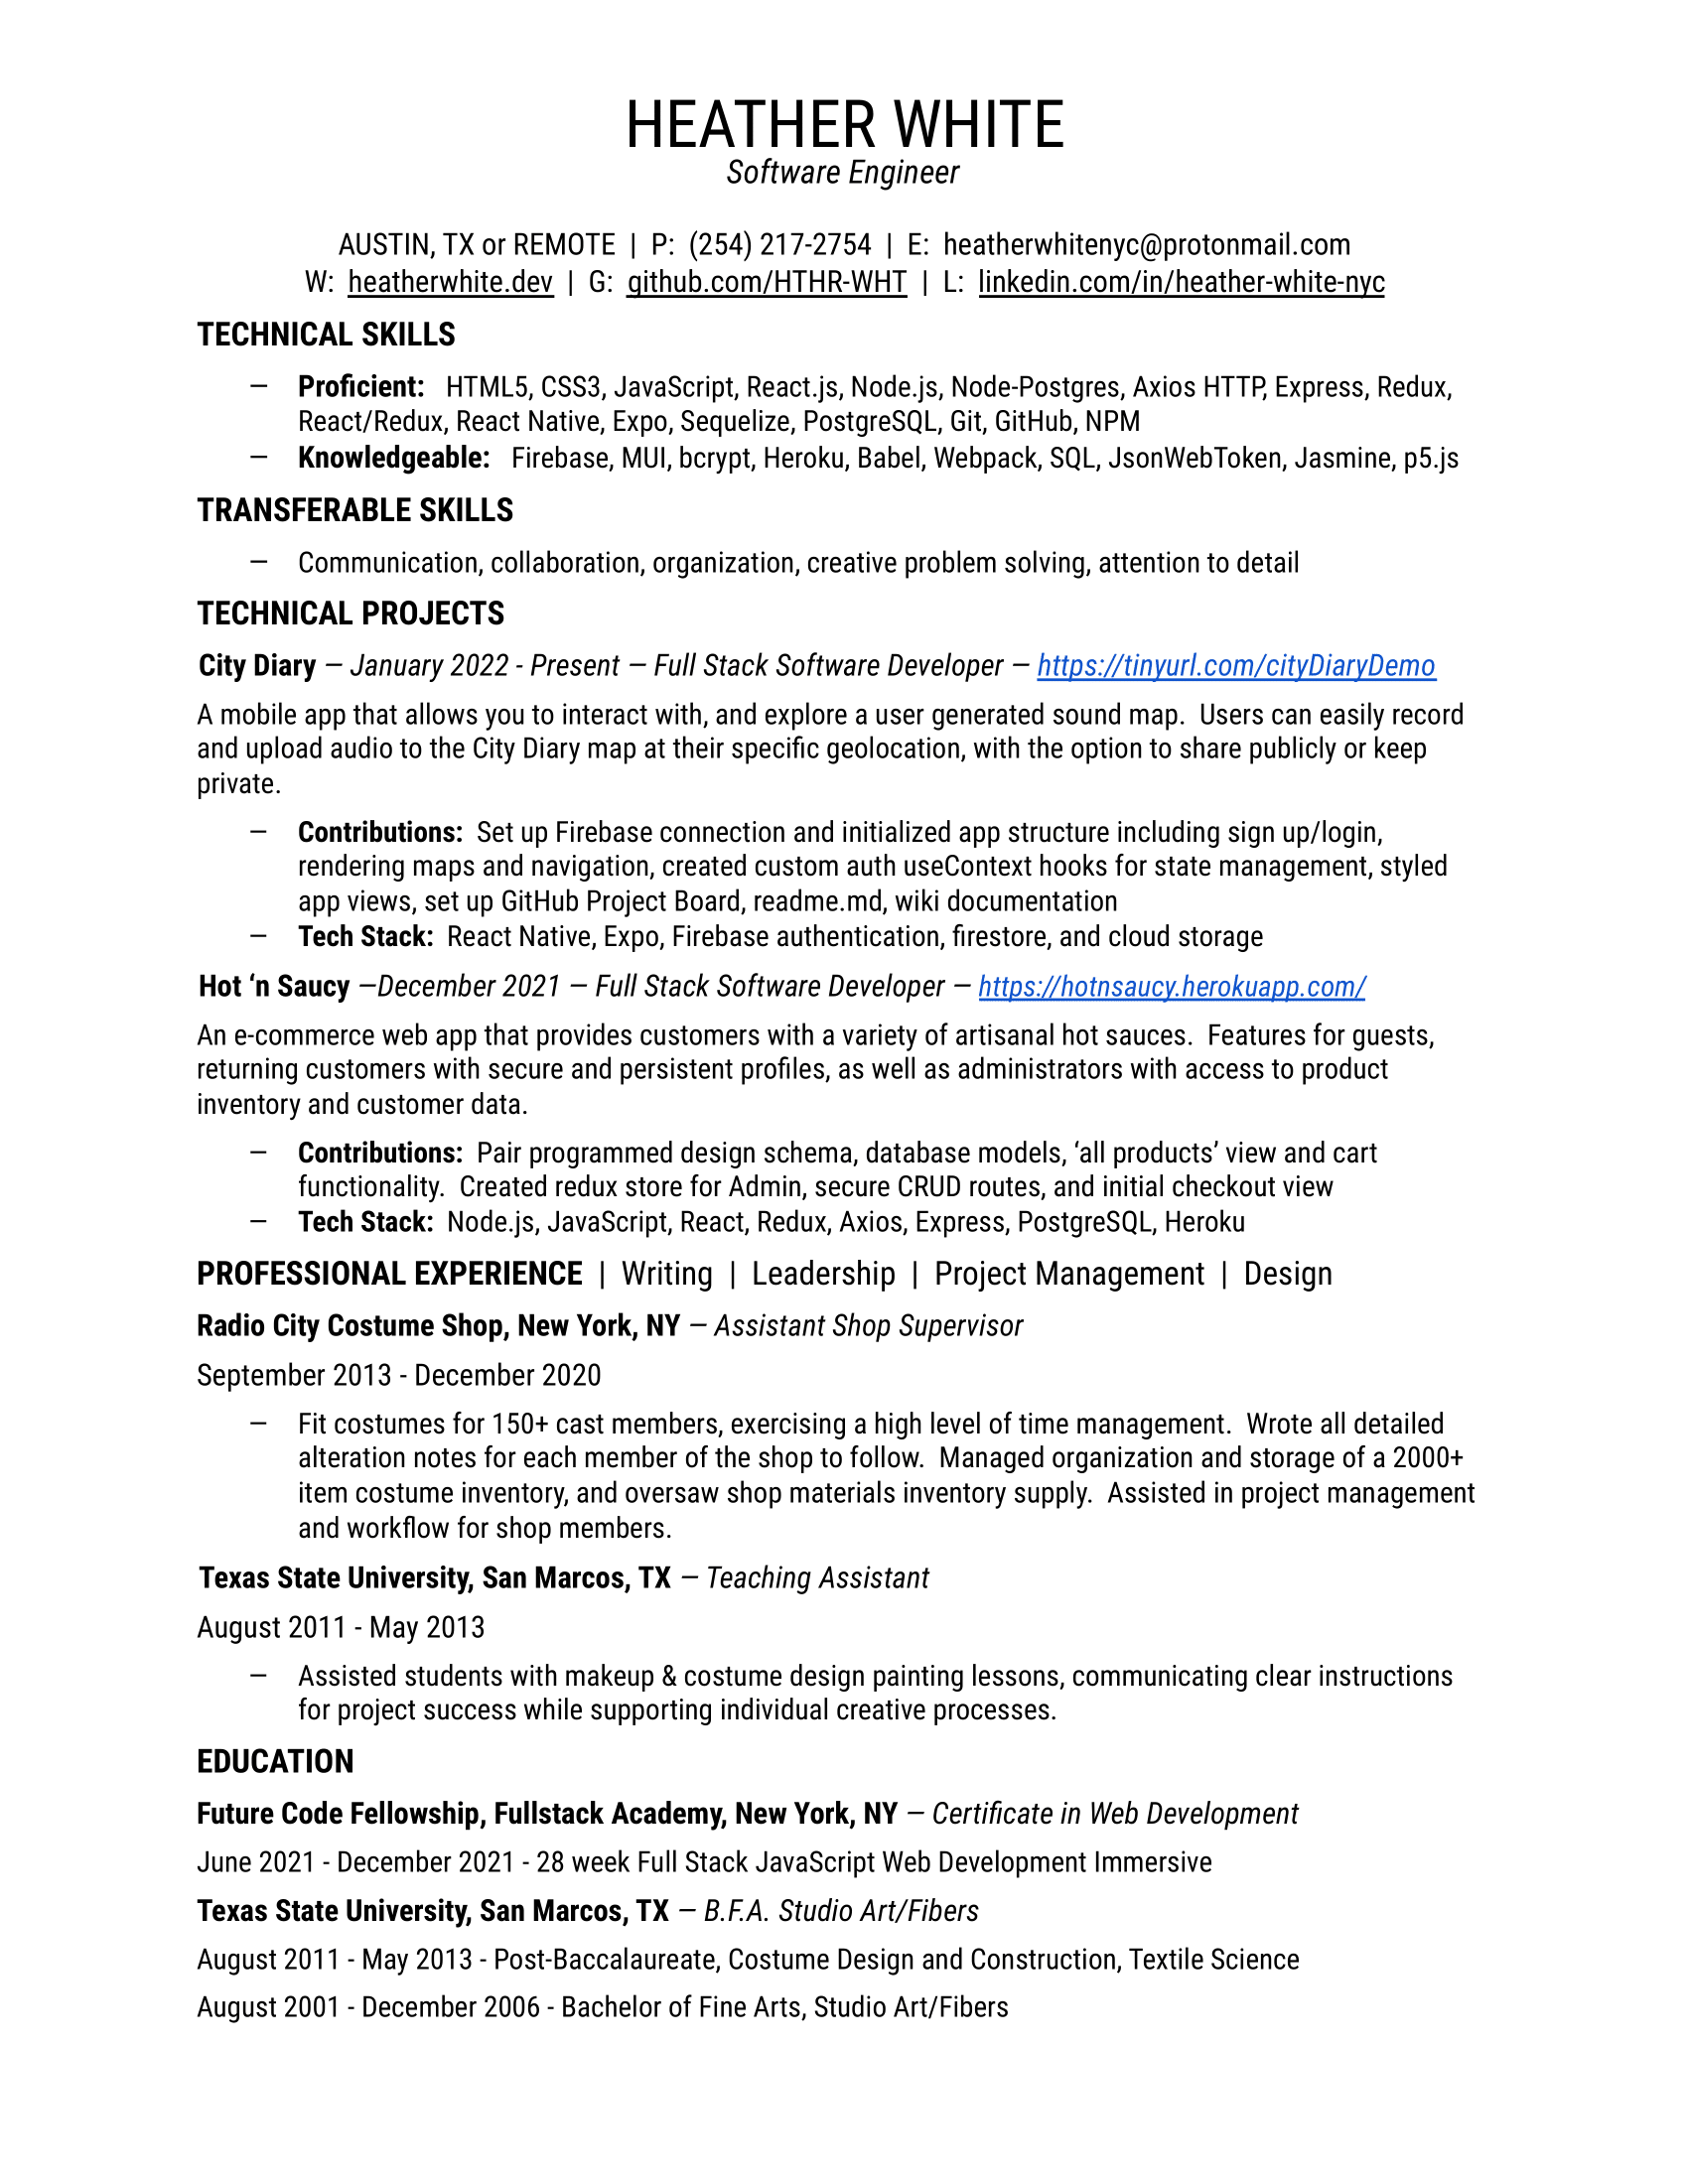 HEATHER WHITE
Software Engineer
AUSTIN, TX or REMOTE | P: (254) 217-2754 | E: heatherwhitenyc@protonmail.com
W: heatherwhite.dev | G: github.com/HTHR-WHT | L: linkedin.com/in/heather-white-nyc
TECHNICAL SKILLS
— Proficient: HTML5, CSS3, JavaScript, React.js, Node.js, Node-Postgres, Axios HTTP, Express, Redux,
React/Redux, React Native, Expo, Sequelize, PostgreSQL, Git, GitHub, NPM
— Knowledgeable: Firebase, MUI, bcrypt, Heroku, Babel, Webpack, SQL, JsonWebToken, Jasmine, p5.js
TRANSFERABLE SKILLS
— Communication, collaboration, organization, creative problem solving, attention to detail
TECHNICAL PROJECTS
City Diary — January 2022 - Present — Full Stack Software Developer — https://tinyurl.com/cityDiaryDemo
A mobile app that allows you to interact with, and explore a user generated sound map. Users can easily record
and upload audio to the City Diary map at their specific geolocation, with the option to share publicly or keep
private.
— Contributions: Set up Firebase connection and initialized app structure including sign up/login,
rendering maps and navigation, created custom auth useContext hooks for state management, styled
app views, set up GitHub Project Board, readme.md, wiki documentation
— Tech Stack: React Native, Expo, Firebase authentication, firestore, and cloud storage
Hot ‘n Saucy —December 2021 — Full Stack Software Developer — https://hotnsaucy.herokuapp.com/
An e-commerce web app that provides customers with a variety of artisanal hot sauces. Features for guests,
returning customers with secure and persistent profiles, as well as administrators with access to product
inventory and customer data.
— Contributions: Pair programmed design schema, database models, ‘all products’ view and cart
functionality. Created redux store for Admin, secure CRUD routes, and initial checkout view
— Tech Stack: Node.js, JavaScript, React, Redux, Axios, Express, PostgreSQL, Heroku
PROFESSIONAL EXPERIENCE | Writing | Leadership | Project Management | Design
Radio City Costume Shop, New York, NY — Assistant Shop Supervisor
September 2013 - December 2020
— Fit costumes for 150+ cast members, exercising a high level of time management. Wrote all detailed
alteration notes for each member of the shop to follow. Managed organization and storage of a 2000+
item costume inventory, and oversaw shop materials inventory supply. Assisted in project management
and workflow for shop members.
Texas State University, San Marcos, TX — Teaching Assistant
August 2011 - May 2013
— Assisted students with makeup & costume design painting lessons, communicating clear instructions
for project success while supporting individual creative processes.
EDUCATION
Future Code Fellowship, Fullstack Academy, New York, NY — Certificate in Web Development
June 2021 - December 2021 - 28 week Full Stack JavaScript Web Development Immersive
Texas State University, San Marcos, TX — B.F.A. Studio Art/Fibers
August 2011 - May 2013 - Post-Baccalaureate, Costume Design and Construction, Textile Science
August 2001 - December 2006 - Bachelor of Fine Arts, Studio Art/Fibers